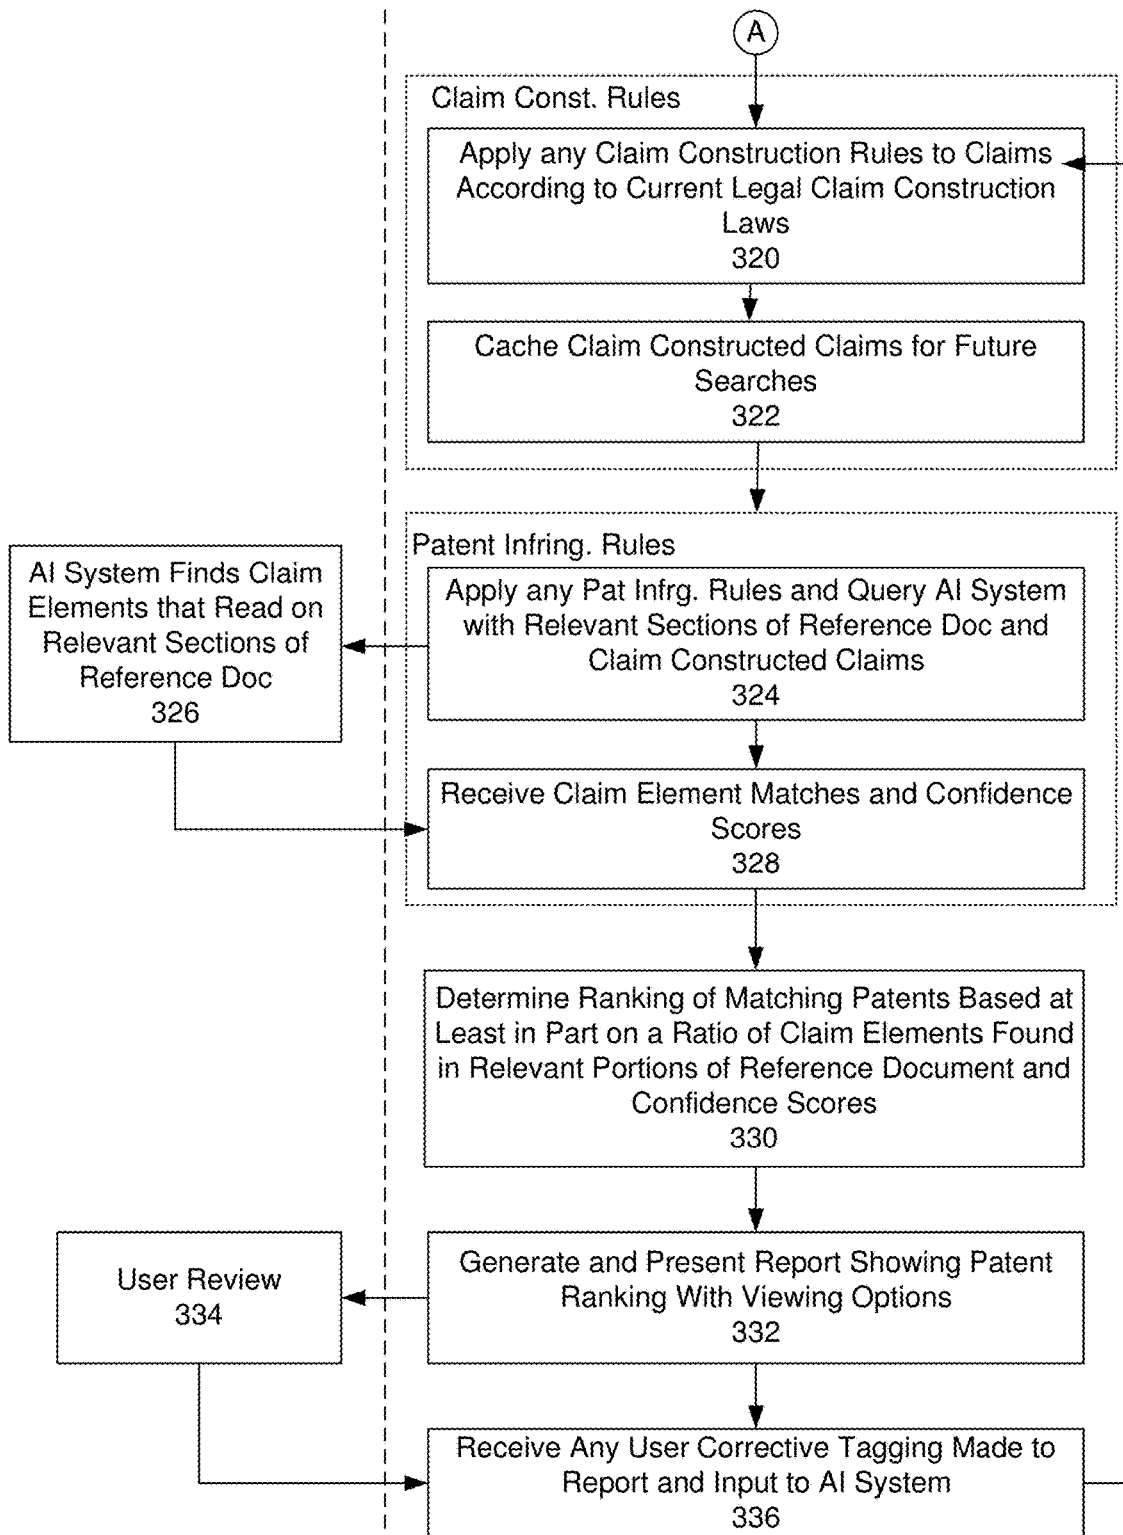 A
Claim Const. Rules
Apply any Claim Construction Rules to Claims
According to Current Legal Claim Construction
Laws
320
Cache Claim Constructed Claims for Future
Searches
322
Patent Infring. Rules
Apply any Pat Infrg. Rules and Query AI System
with Relevant Sections of Reference Doc and
Claim Constructed Claims
324
AI System Finds Claim
Elements that Read on
Relevant Sections of
Reference Doc
326
Receive Claim Element Matches and Confidence
Scores
328
Determine Ranking of Matching Patents Based at
Least in Part on a Ratio of Claim Elements Found
in Relevant Portions of Reference Document and
Confidence Scores
330
Generate and Present Report Showing Patent
Ranking With Viewing Options
332
User Review
334
Receive Any User Corrective Tagging Made to
Report and Input to AI System
336